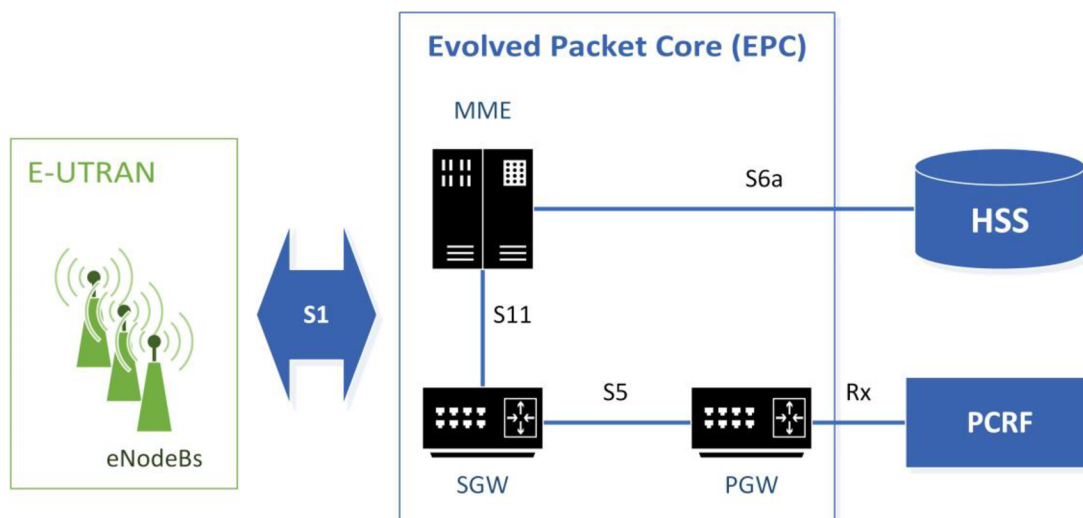 Evolved Packet Core (EPC)
MME
E-UTRAN
S6a
HSS
S1
S11
S5
Rx
PCRF
eNodeBs
SGW
PGW